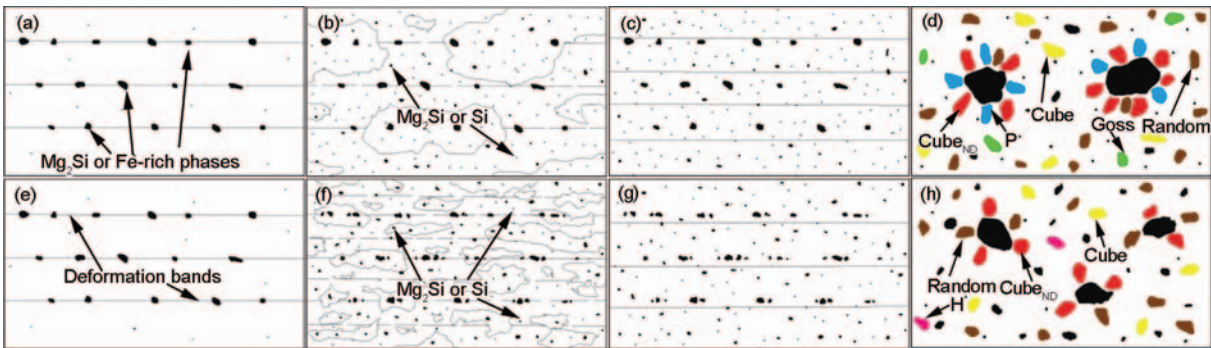 (a)
Mg2Si or Fe-rich phases
(b)
Mg2Si or Si
(c)
(d)
Cube
CubeND
P
Goss
Random
(e)
Deformation bands
(f)
Mg2Si or Si
(g)
(h)
Cube
Random
CubeND
H